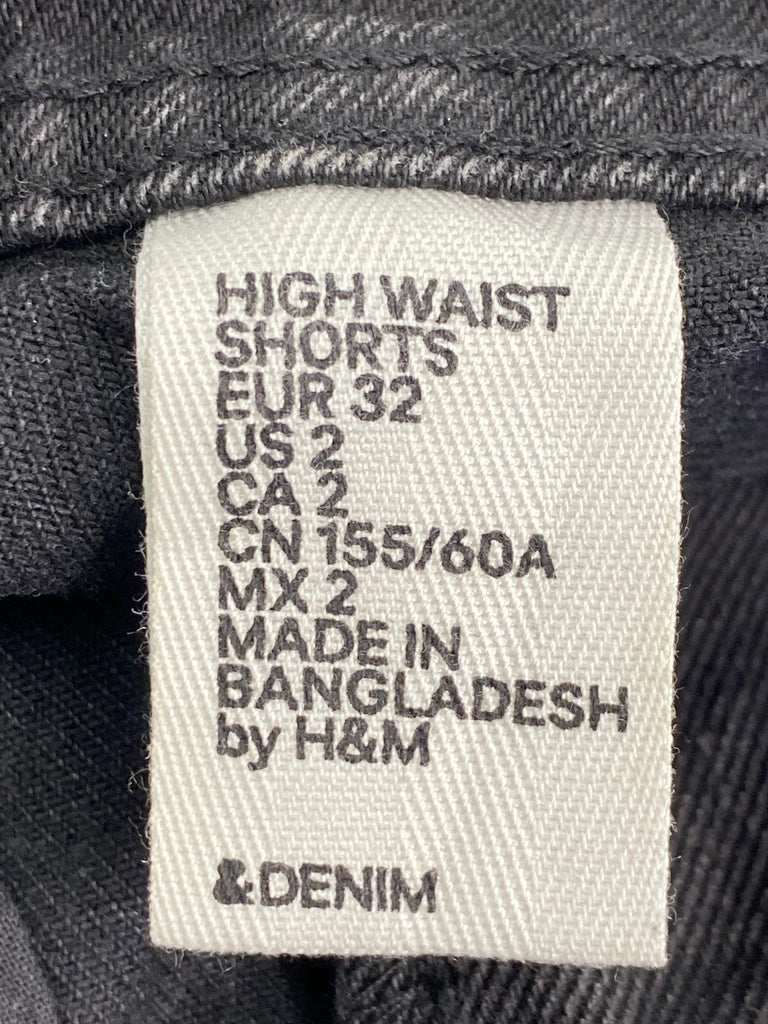 HIGH WAIST
SHORTS
EUR 32
US 2
CA 2
CN 155/60A
MX 2
MADE IN
BANGLADESH
by H&M
&DENIM